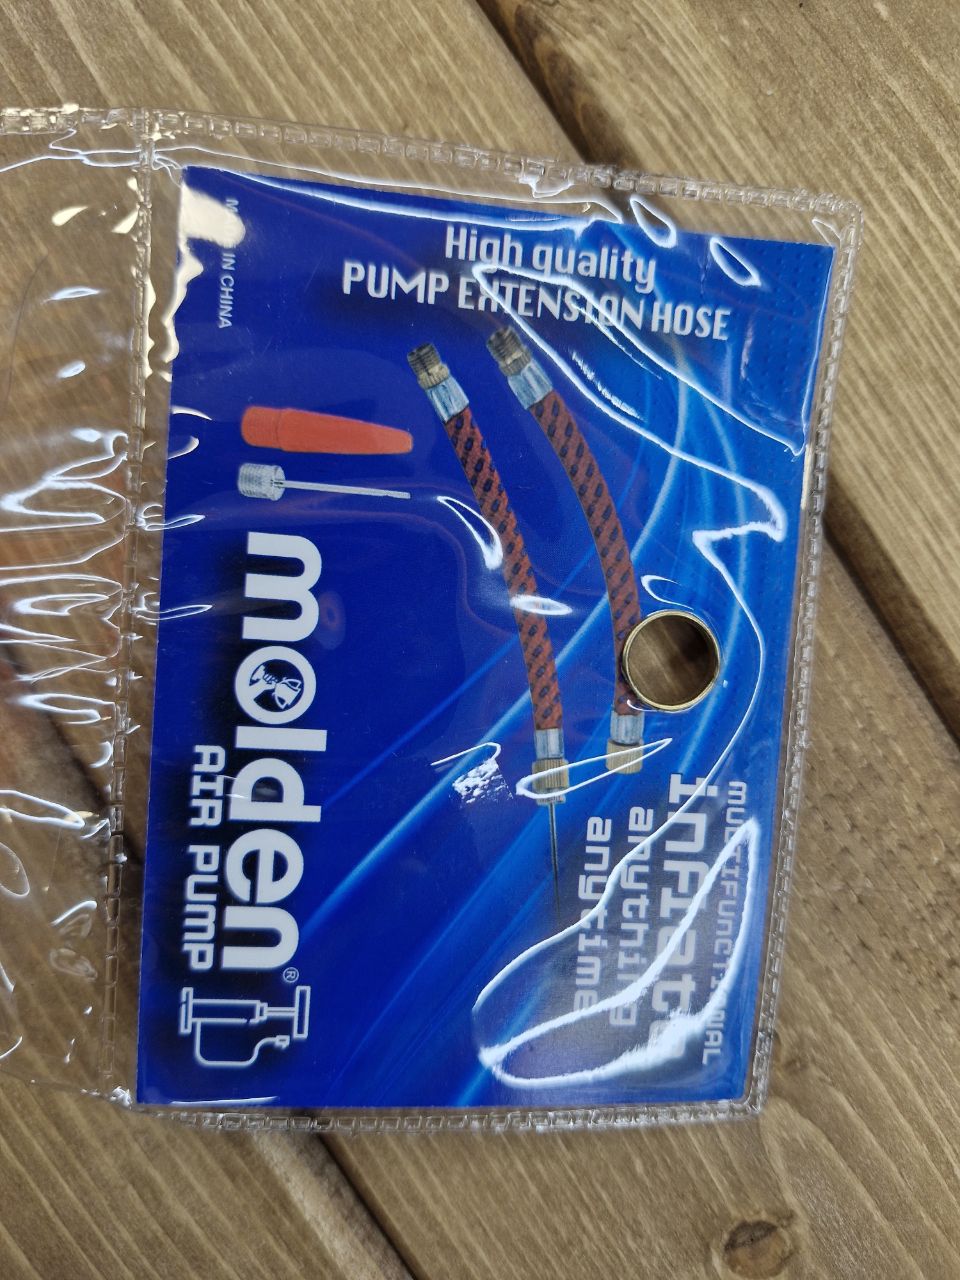 High quality
PUMP EXTENSION HOSE
IN CHINA
molden®
AIR PUMP
MULTIFUNCTIONAL
inflate
anything
anytime